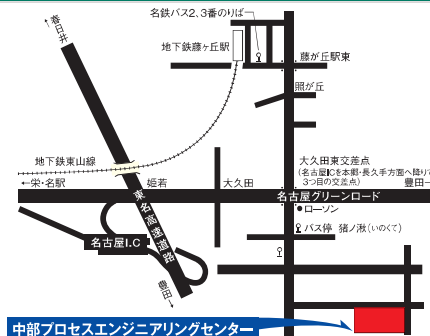 名鉄バス2、3番のりば
↑春日井
地下鉄藤ヶ丘駅
藤が丘駅東
照が丘
地下鉄東山線
←栄・名駅
姫若
大久田
大久田東交差点
(名古屋ICを本郷・長久手方面へ降りて
3つ目の交差点)
豊田→
名古屋グリーンロード
東名高速道路
●ローソン
バス停 猪ノ湫(いのくて)
名古屋I.C
豊田→
中部プロセスエンジニアリングセンター